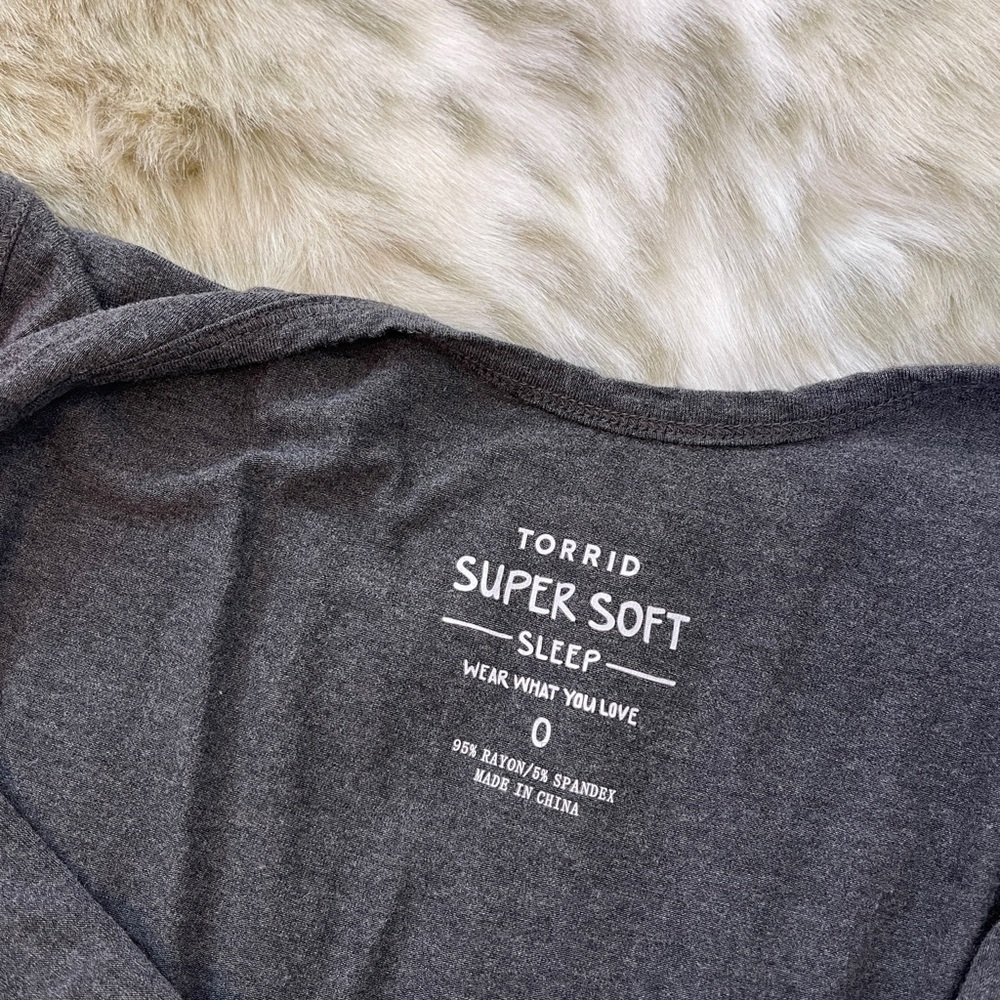 TORRID
SUPER SOFT
SLEEP
WEAR WHAT YOU LOVE
0
95% RAYON/5% SPANDEX
MADE IN CHINA